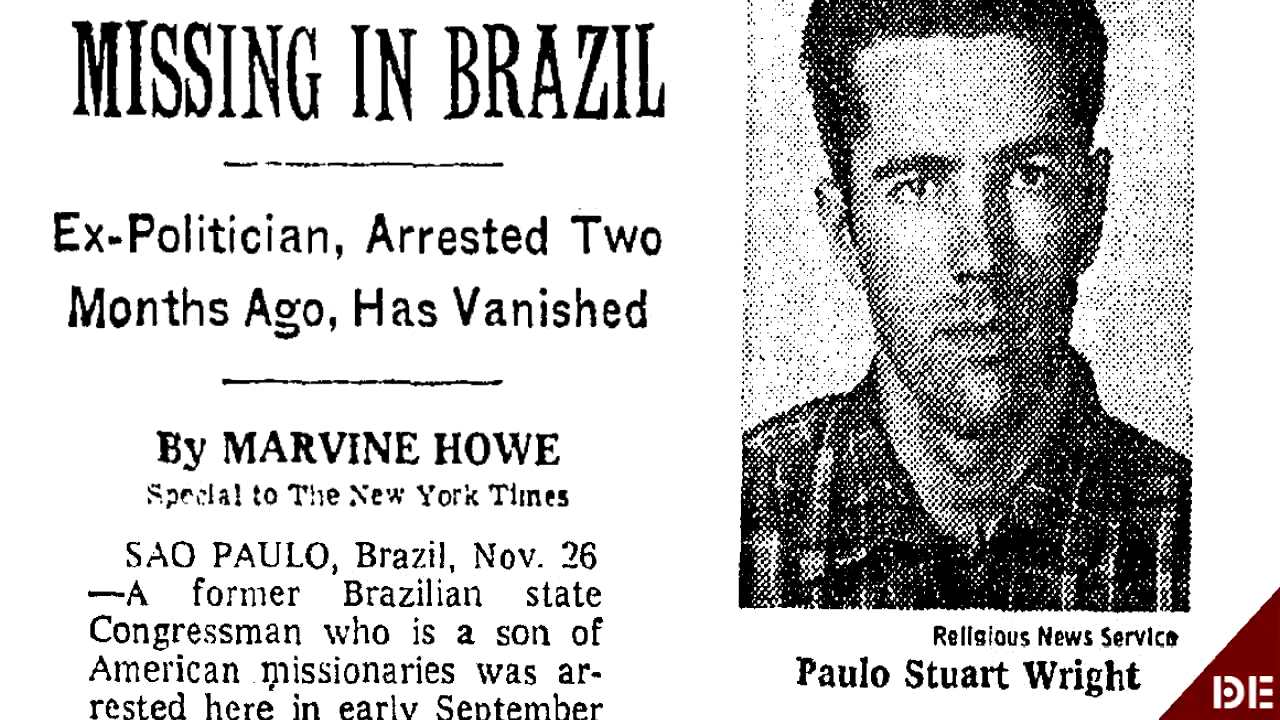 MISSING IN BRAZIL
Ex-Politician, Arrested Two
Months Ago, Has Vanished
By MARVINE HOWE
Special to The New York Times
SAO PAULO, Brazil, Nov. 26
—A former Brazilian state
Congressman who is a son of
American missionaries was ar-
rested here in early September
Religious News Service
Paulo Stuart Wright
DE